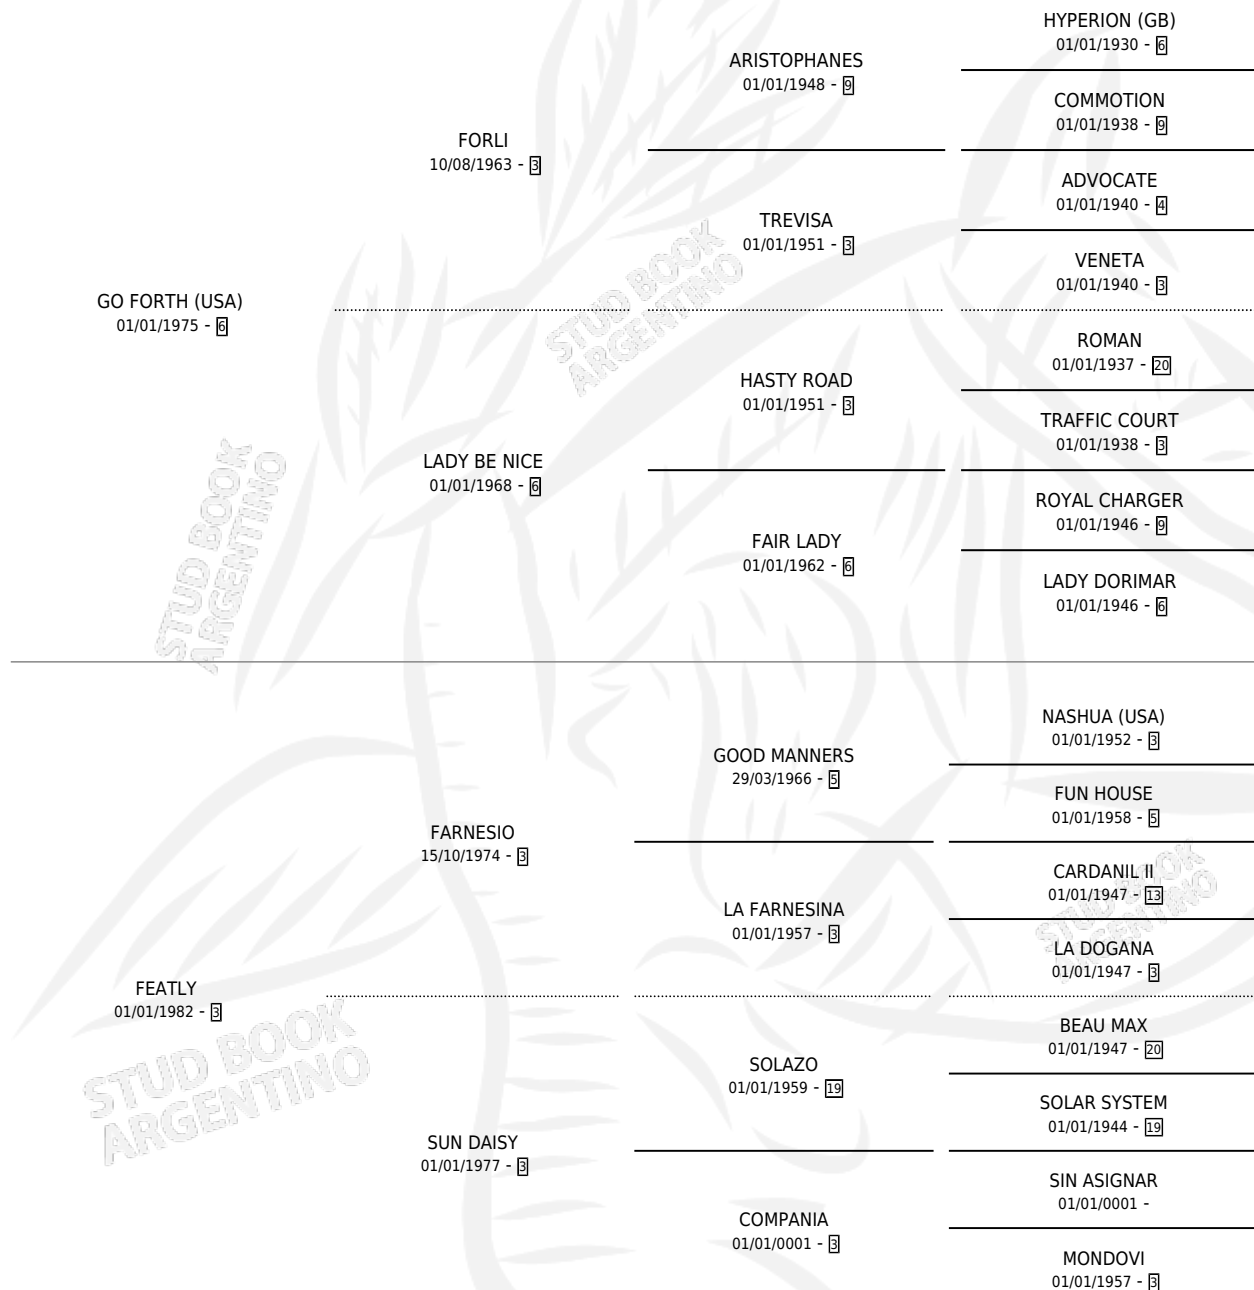 HYPERION (GB)
01/01/1930 - 6
ARISTOPHANES
01/01/1948 - 9
COMMOTION
01/01/1938 - 9
FORLI
10/08/1963 - 3
ADVOCATE
01/01/1940 - 4
TREVISA
01/01/1951 - 3
VENETA
01/01/1940 - 3
GO FORTH (USA)
01/01/1975 - 6
ROMAN
01/01/1937 - 20
HASTY ROAD
01/01/1951 - 3
TRAFFIC COURT
01/01/1938 - 3
LADY BE NICE
01/01/1968 - 6
ROYAL CHARGER
01/01/1946 - 9
FAIR LADY
01/01/1962 - 6
LADY DORIMAR
01/01/1946 - 6
NASHUA (USA)
01/01/1952 - 3
GOOD MANNERS
29/03/1966 - 5
FUN HOUSE
01/01/1958 - 5
FARNESIO
15/10/1974 - 3
CARDANIL II
01/01/1947 - 13
LA FARNESINA
01/01/1957 - 3
LA DOGANA
01/01/1947 - 3
FEATLY
01/01/1982 - 3
BEAU MAX
01/01/1947 - 20
SOLAZO
01/01/1959 - 19
SOLAR SYSTEM
01/01/1944 - 19
SUN DAISY
01/01/1977 - 3
SIN ASIGNAR
01/01/0001 -
COMPANIA
01/01/0001 - 3
MONDOVI
01/01/1957 - 3
STUD BOOK
ARGENTINO
STUD BOOK
ARGENTINO
STUD BOOK
ARGENTINO
STUD BOOK
ARGENTINO